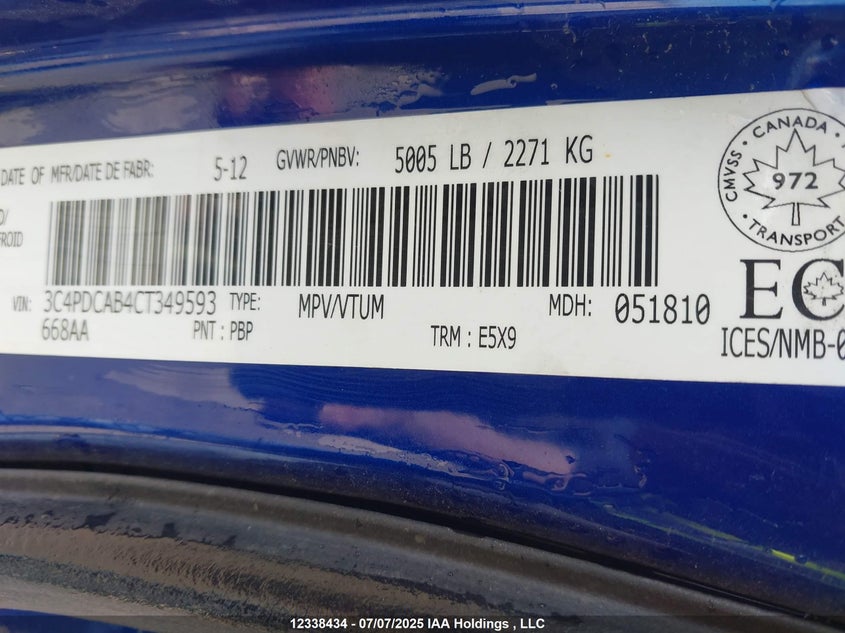 DATE OF MFR/DATE DE FABR: 5-12 GVWR/PNBV: 5005 LB / 2271 KG
VIN: 3C4PDCAB4CT349593 TYPE: MPV/VTUM MDH: 051810
668AA PNT : PBP TRM : E5X9
CMVSS · CANADA
972
TRANSPORT
EC
ICES/NMB-0
12338434 - 07/07/2025 IAA Holdings , LLC